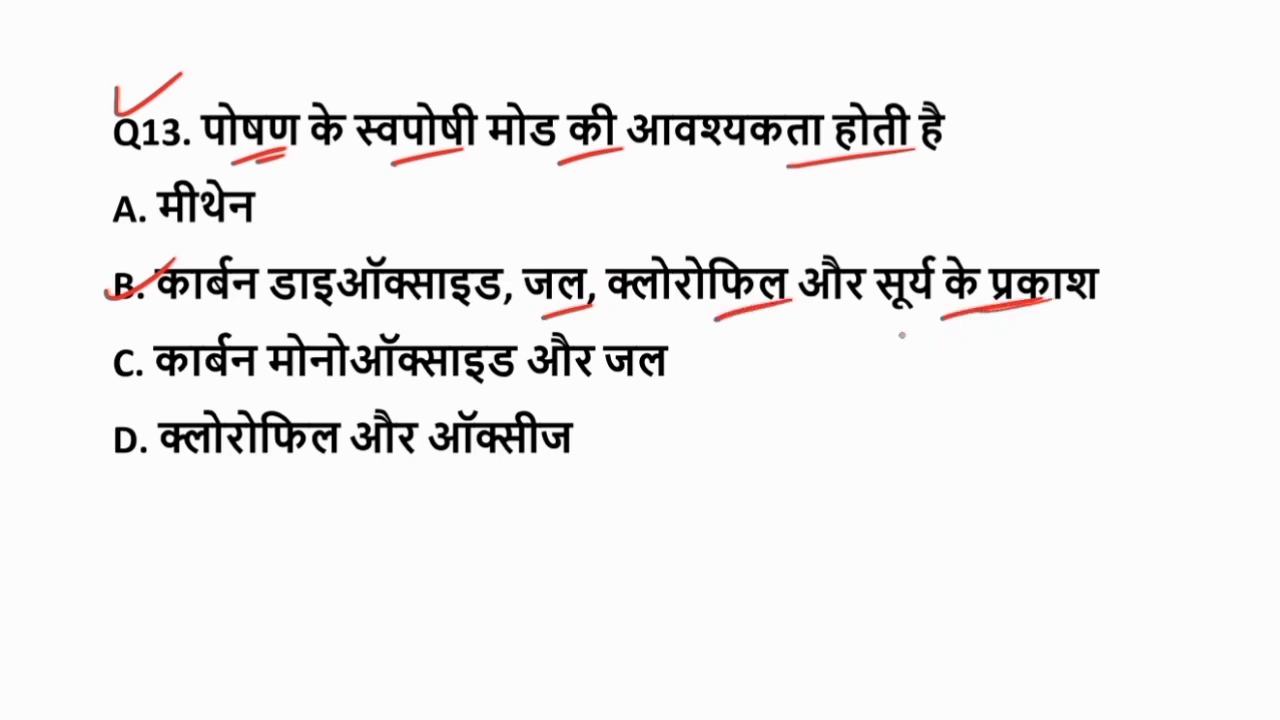 Q13. पोषण के स्वपोषी मोड की आवश्यकता होती है
A. मीथेन
B. कार्बन डाइऑक्साइड, जल, क्लोरोफिल और सूर्य के प्रकाश
C. कार्बन मोनोऑक्साइड और जल
D. क्लोरोफिल और ऑक्सीज